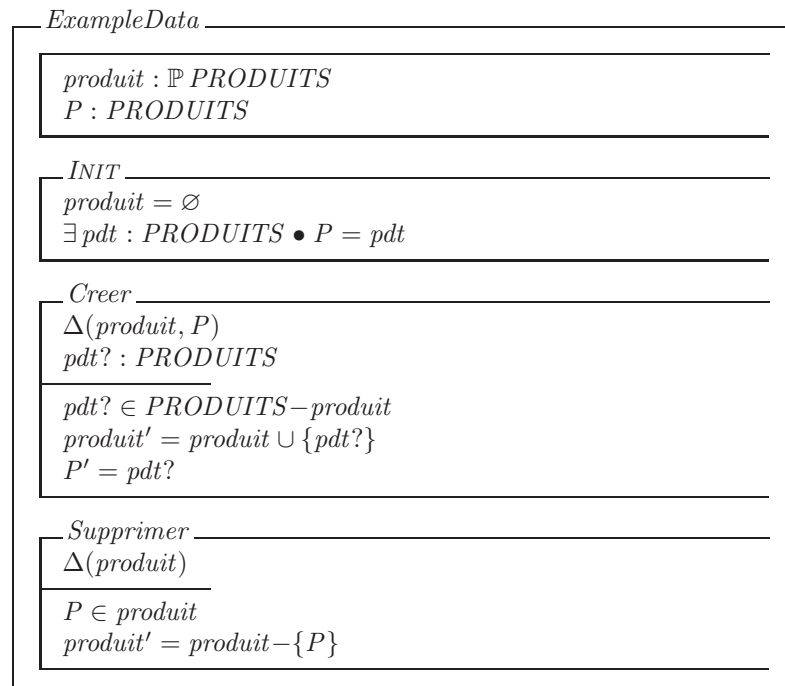 ExampleData
produit : ℙ PRODUITS
P : PRODUITS
INIT
produit = ∅
∃ pdt : PRODUITS • P = pdt
Creer
Δ(produit, P)
pdt? : PRODUITS
pdt? ∈ PRODUITS−produit
produit′ = produit ∪ {pdt?}
P′ = pdt?
Supprimer
Δ(produit)
P ∈ produit
produit′ = produit−{P}